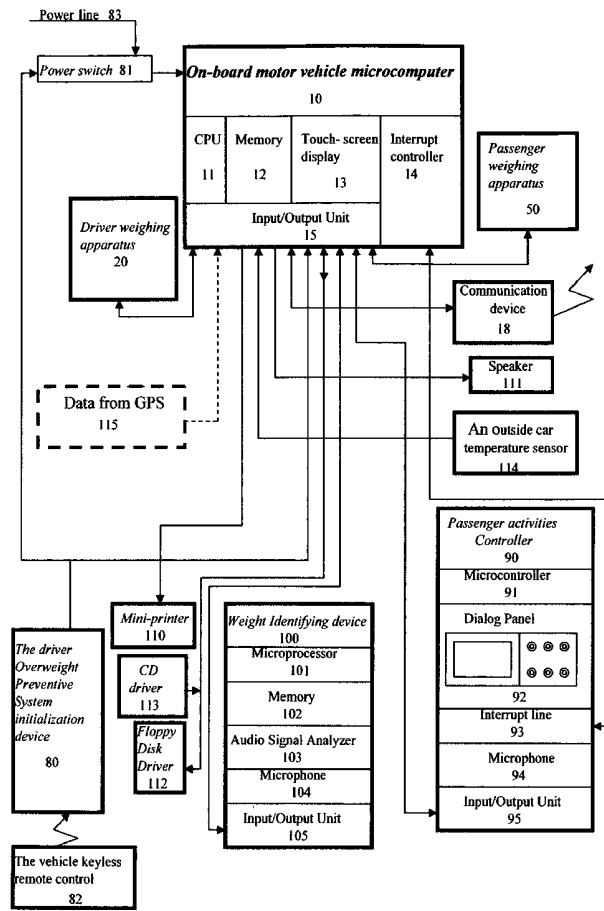 Power line 83
Power switch 81
On-board motor vehicle microcomputer
10
CPU
11
Memory
12
Touch- screen
display
13
Interrupt
controller
14
Input/Output Unit
15
Passenger
weighing
apparatus
50
Driver weighing
apparatus
20
Communication
device
18
Speaker
111
Data from GPS
115
An outside car
temperature sensor
114
Passenger activities
Controller
90
Microcontroller
91
Dialog Panel
92
Interrupt line
93
Microphone
94
Input/Output Unit
95
Mini-printer
110
CD
driver
113
Floppy
Disk
Driver
112
Weight Identifying device
100
Microprocessor
101
Memory
102
Audio Signal Analyzer
103
Microphone
104
Input/Output Unit
105
The driver
Overweight
Preventive
System
initialization
device
80
The vehicle keyless
remote control
82